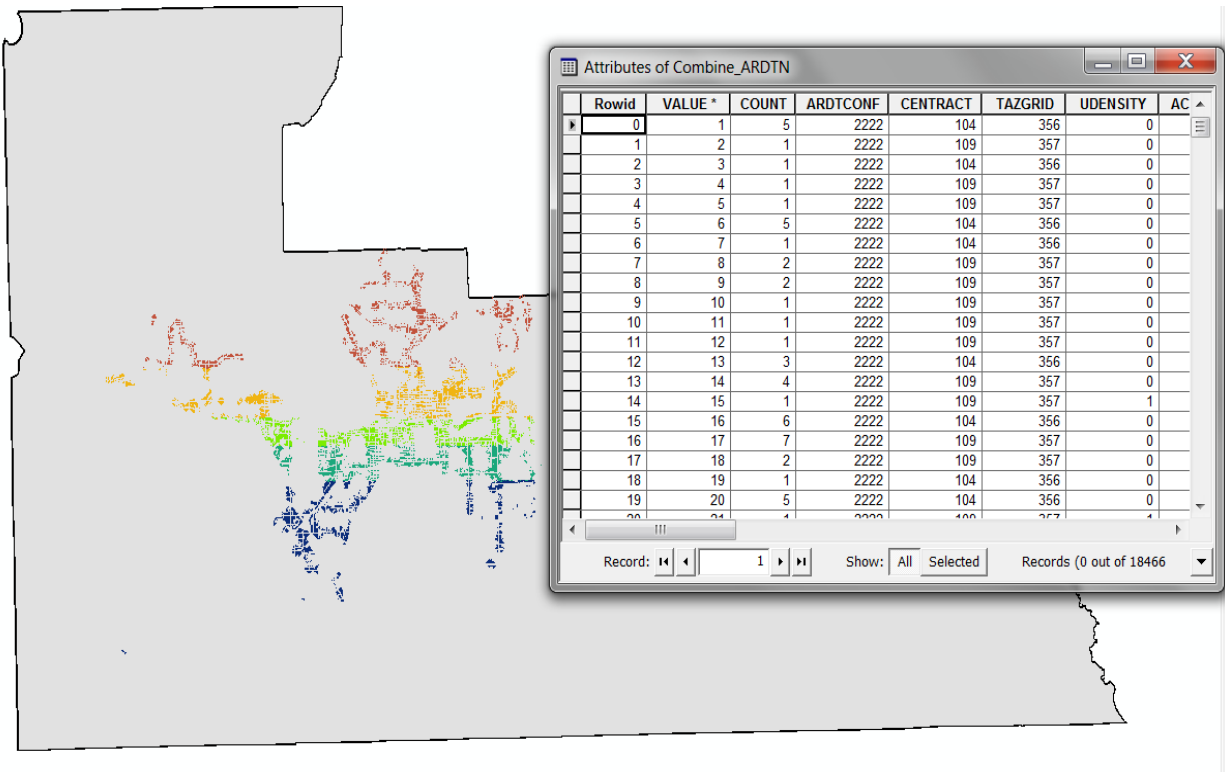 Attributes of Combine_ARDTN
Rowid VALUE * COUNT ARDTCONF CENTRACT TAZGRID UDENSITY AC
0 1 5 2222 104 356 0
1 2 1 2222 109 357 0
2 3 1 2222 104 356 0
3 4 1 2222 109 357 0
4 5 1 2222 109 357 0
5 6 5 2222 104 356 0
6 7 1 2222 104 356 0
7 8 2 2222 109 357 0
8 9 2 2222 109 357 0
9 10 1 2222 109 357 0
10 11 1 2222 109 357 0
11 12 1 2222 109 357 0
12 13 3 2222 104 356 0
13 14 4 2222 109 357 0
14 15 1 2222 109 357 1
15 16 6 2222 104 356 0
16 17 7 2222 109 357 0
17 18 2 2222 109 357 0
18 19 1 2222 104 356 0
19 20 5 2222 104 356 0
Record: 1 Show: All Selected Records (0 out of 18466